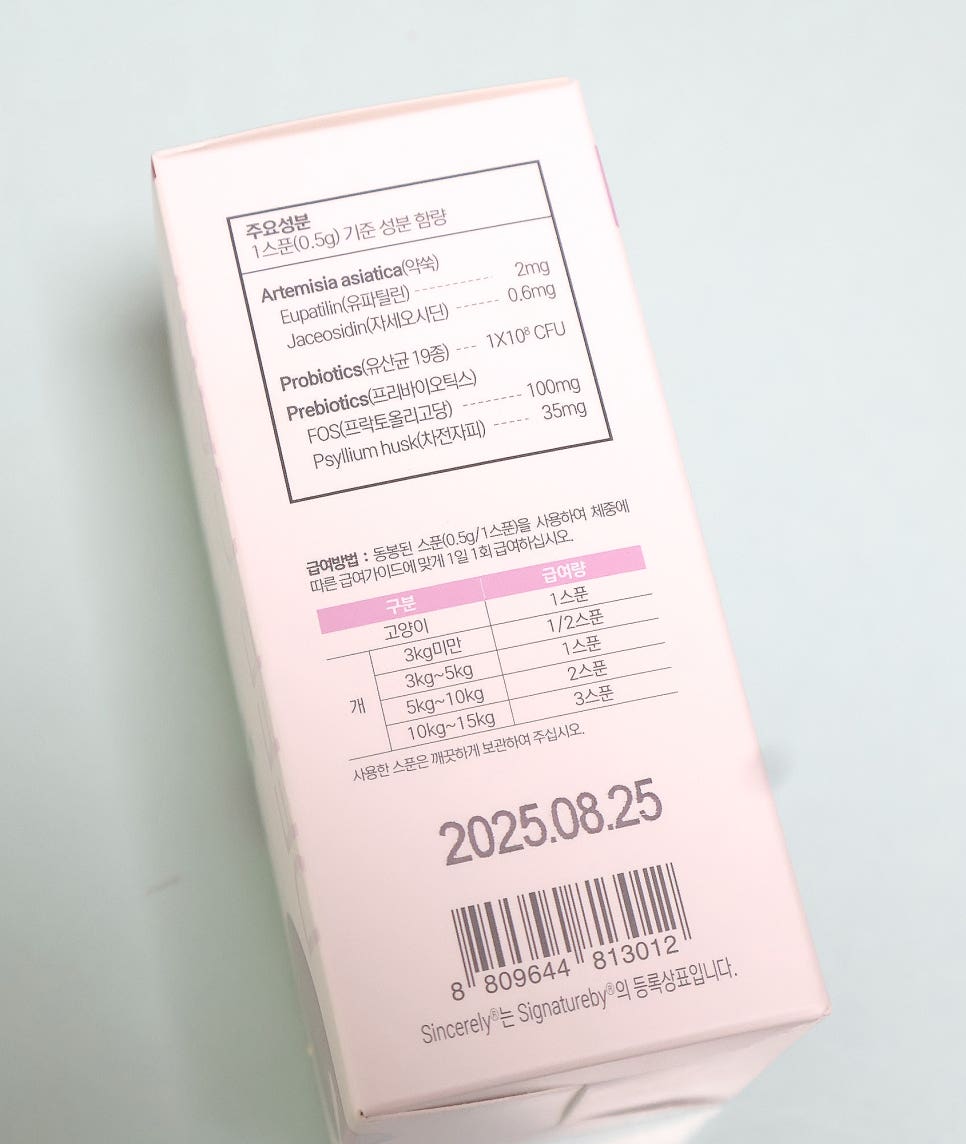 주요성분
1스푼(0.5g) 기준 성분 함량
Artemisia asiatica(약쑥)
Eupatilin(유파틸린) ---------- 2mg
Jaceosidin(자세오시딘) ------ 0.6mg
Probiotics(유산균 19종) --- 1X10⁸ CFU
Prebiotics(프리바이오틱스)
FOS(프락토올리고당) -------- 100mg
Psyllium husk(차전자피) ----- 35mg
급여방법 : 동봉된 스푼(0.5g/1스푼)을 사용하여 체중에
따른 급여가이드에 맞게 1일 1회 급여하십시오.
구분 급여량
고양이 1스푼
개 3kg미만 1/2스푼
3kg~5kg 1스푼
5kg~10kg 2스푼
10kg~15kg 3스푼
사용한 스푼은 깨끗하게 보관하여 주십시오.
2025.08.25
8 809644 813012
Sincerely®는 Signatureby®의 등록상표입니다.